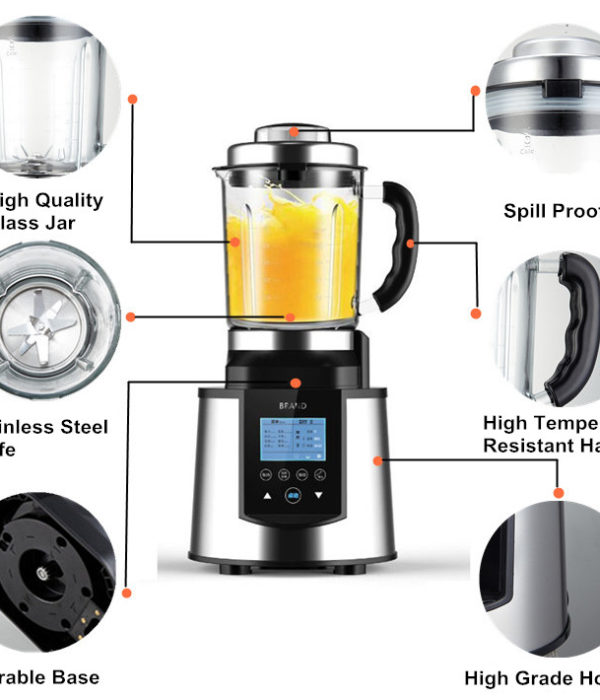 igh Quality
lass Jar
Spill Proof
inless Steel
fe
BRAND
High Tempe
Resistant Ha
rable Base
High Grade Ho